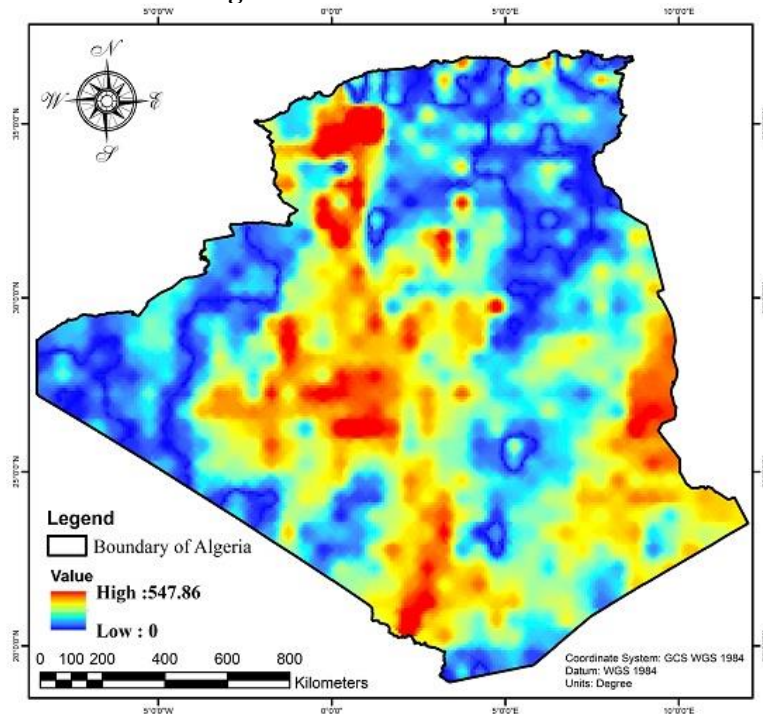 5°0'0"W 0°0'0" 5°0'0"E 10°0'0"E
N
W E
S
35°0'0"N
30°0'0"N
25°0'0"N
20°0'0"N
Legend
Boundary of Algeria
Value
High :547.86
Low : 0
0 100 200 400 600 800
Kilometers
Coordinate System: GCS WGS 1984
Datum: WGS 1984
Units: Degree
5°0'0"W 0°0'0" 5°0'0"E 10°0'0"E